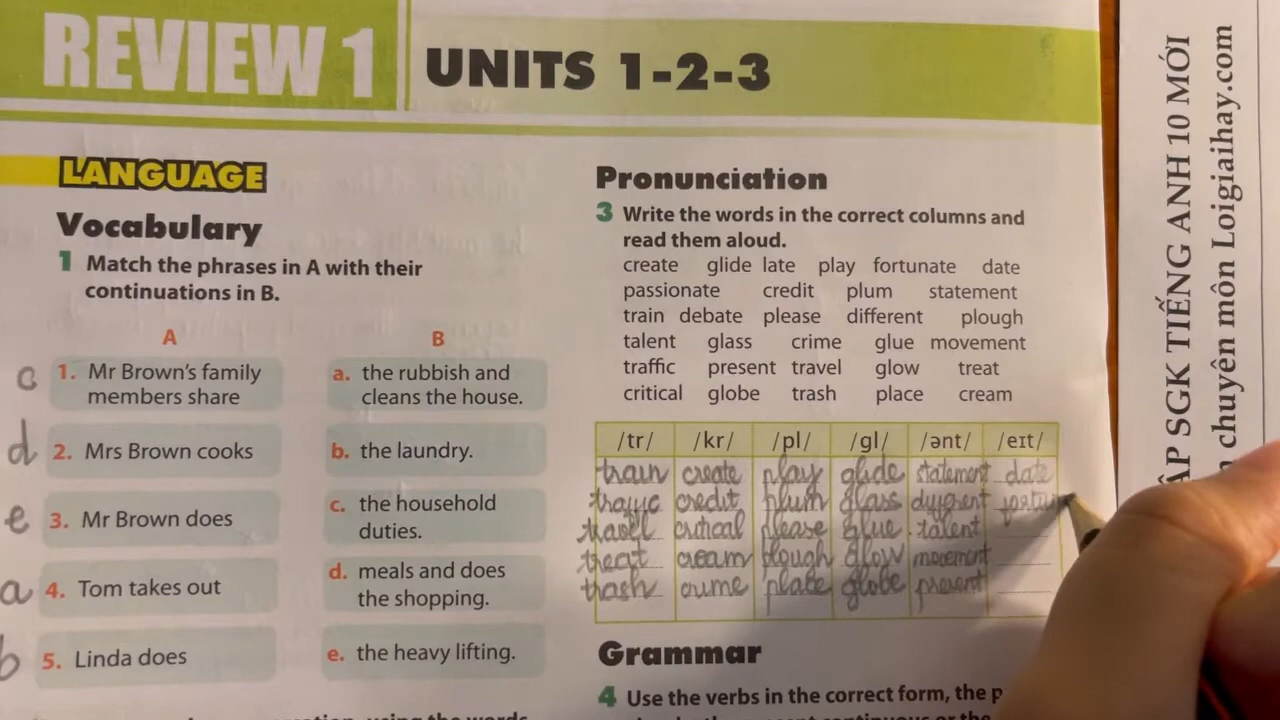 REVIEW 1 UNITS 1-2-3
LANGUAGE
Vocabulary
1 Match the phrases in A with their
continuations in B.
A B
c 1. Mr Brown's family
members share
a. the rubbish and
cleans the house.
d 2. Mrs Brown cooks
b. the laundry.
e 3. Mr Brown does
c. the household
duties.
a 4. Tom takes out
d. meals and does
the shopping.
b 5. Linda does
e. the heavy lifting.
Pronunciation
3 Write the words in the correct columns and
read them aloud.
create glide late play fortunate date
passionate credit plum statement
train debate please different plough
talent glass crime glue movement
traffic present travel glow treat
critical globe trash place cream
/tr/ /kr/ /pl/ /gl/ /ənt/ /eɪt/
train create play glide statement date
traffic credit plum glass different
travel critical please glue talent
treat cream plough glow movement
trash crime place globe present
Grammar
4 Use the verbs in the correct form, the p
ẬP SGK TIẾNG ANH 10 MỚI
chuyên môn Loigiaihay.com